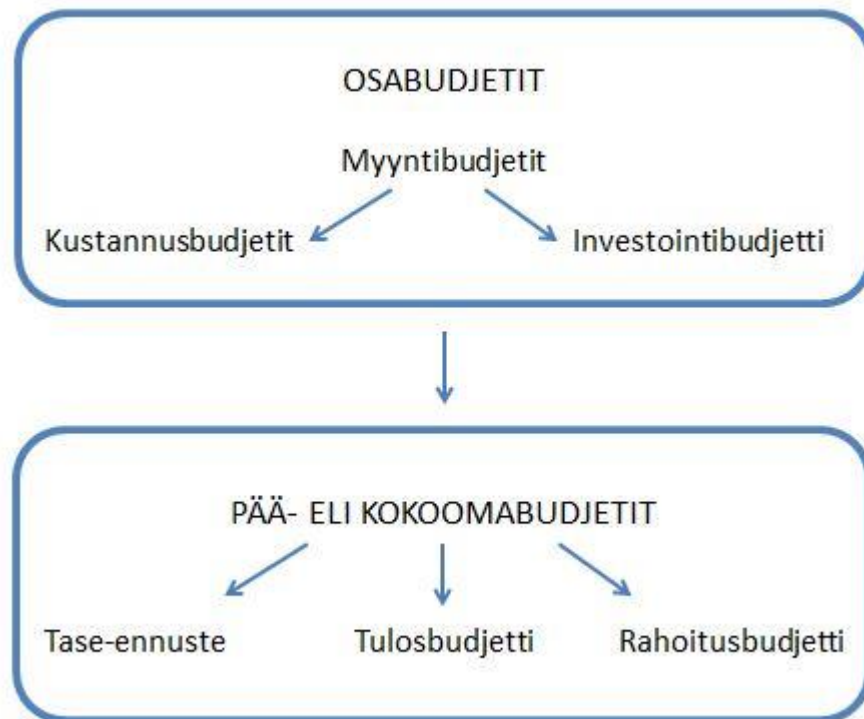 OSABUDJETIT
Myyntibudjetit
Kustannusbudjetit
Investointibudjetti
PÄÄ- ELI KOKOOMABUDJETIT
Tase-ennuste
Tulosbudjetti
Rahoitusbudjetti